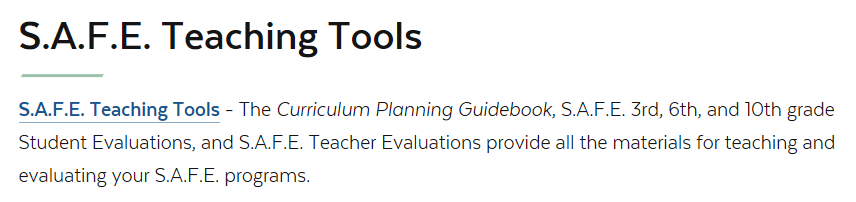 S.A.F.E. Teaching Tools
S.A.F.E. Teaching Tools - The Curriculum Planning Guidebook, S.A.F.E. 3rd, 6th, and 10th grade
Student Evaluations, and S.A.F.E. Teacher Evaluations provide all the materials for teaching and
evaluating your S.A.F.E. programs.